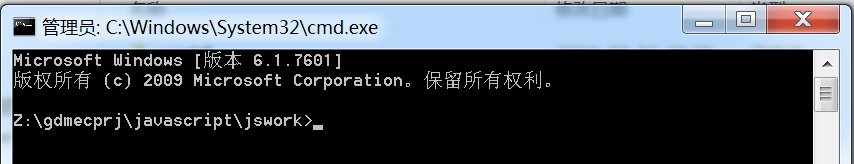 管理员: C:\Windows\System32\cmd.exe
Microsoft Windows [版本 6.1.7601]
版权所有 (c) 2009 Microsoft Corporation。保留所有权利。
Z:\gdmecprj\javascript\jswork>_